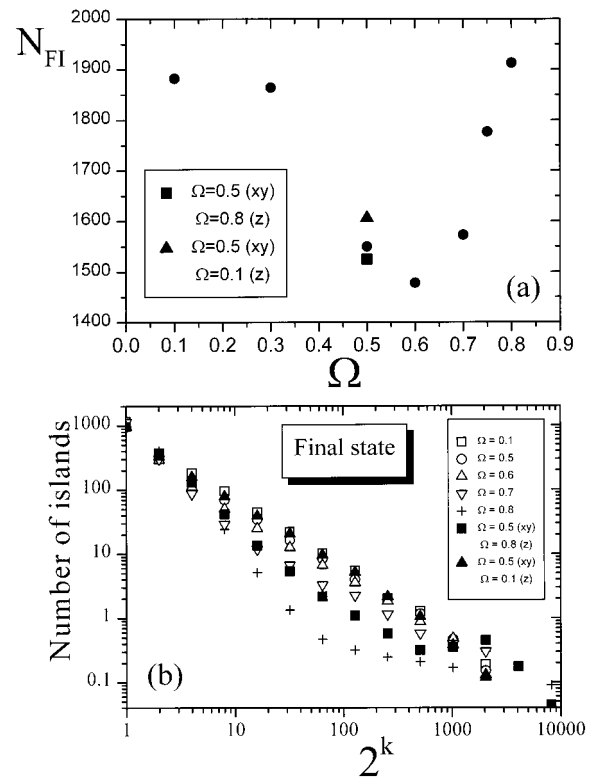 N_FI
2000
1900
1800
1700
1600
1500
1400
Ω=0.5 (xy)
Ω=0.8 (z)
Ω=0.5 (xy)
Ω=0.1 (z)
(a)
0.0 0.1 0.2 0.3 0.4 0.5 0.6 0.7 0.8 0.9
Ω
Number of islands
1000
100
10
1
0.1
Final state
Ω = 0.1
Ω = 0.5
Ω = 0.6
Ω = 0.7
Ω = 0.8
Ω = 0.5 (xy)
Ω = 0.8 (z)
Ω = 0.5 (xy)
Ω = 0.1 (z)
(b)
1 10 100 1000 10000
2^k